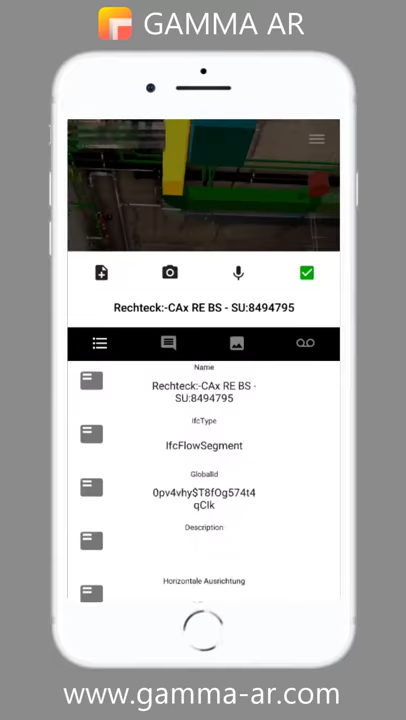 GAMMA AR
Rechteck:-CAx RE BS - SU:8494795
Name
Rechteck:-CAx RE BS -
SU:8494795
IfcType
IfcFlowSegment
GlobalId
0pv4vhy$T8fOg574t4
qCIk
Description
Horizontale Ausrichtung
www.gamma-ar.com